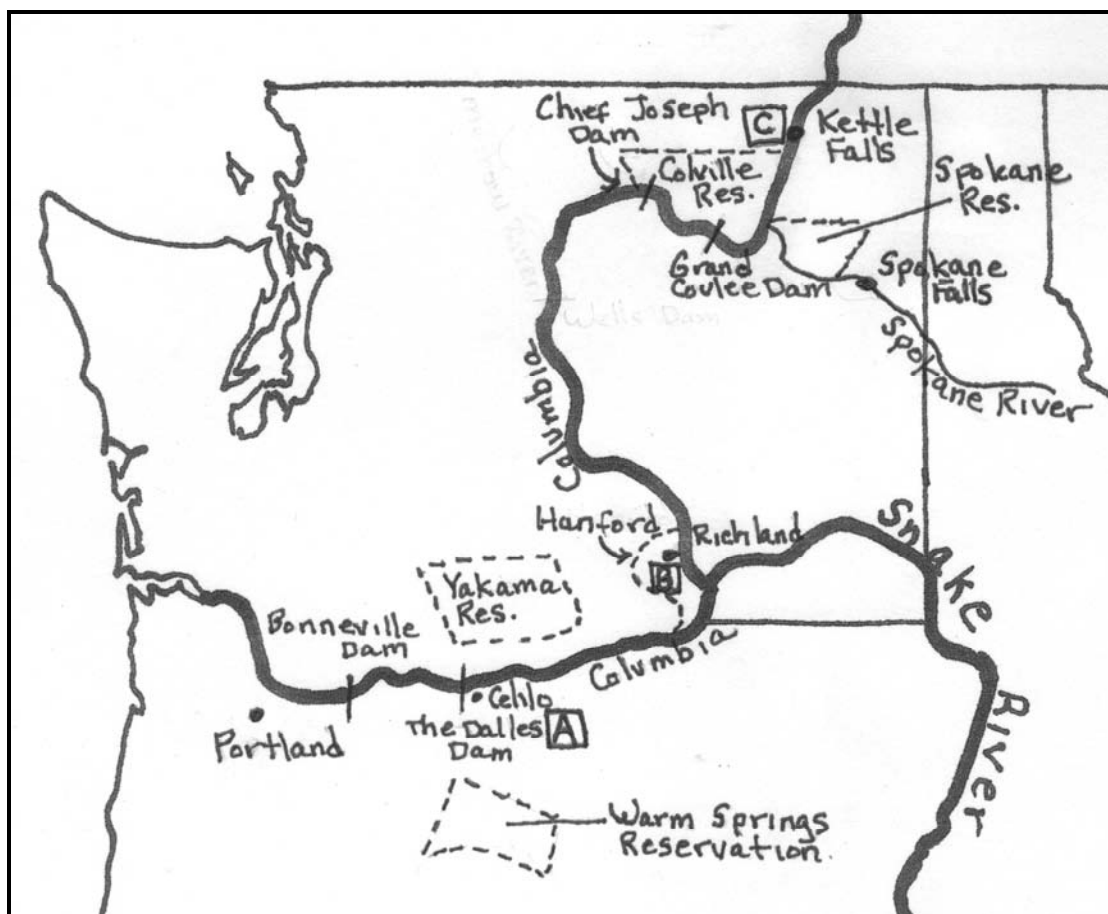 Chief Joseph
Dam
C
Kettle
Falls
Colville
Res.
Spokane
Res.
Grand
Coulee Dam
Spokane
Falls
Wells Dam
Spokane River
Columbia
Hanford
Richland
B
Snake
River
Yakama
Res.
Bonneville
Dam
Columbia
Celilo
The Dalles
Dam
A
Portland
Warm Springs
Reservation.